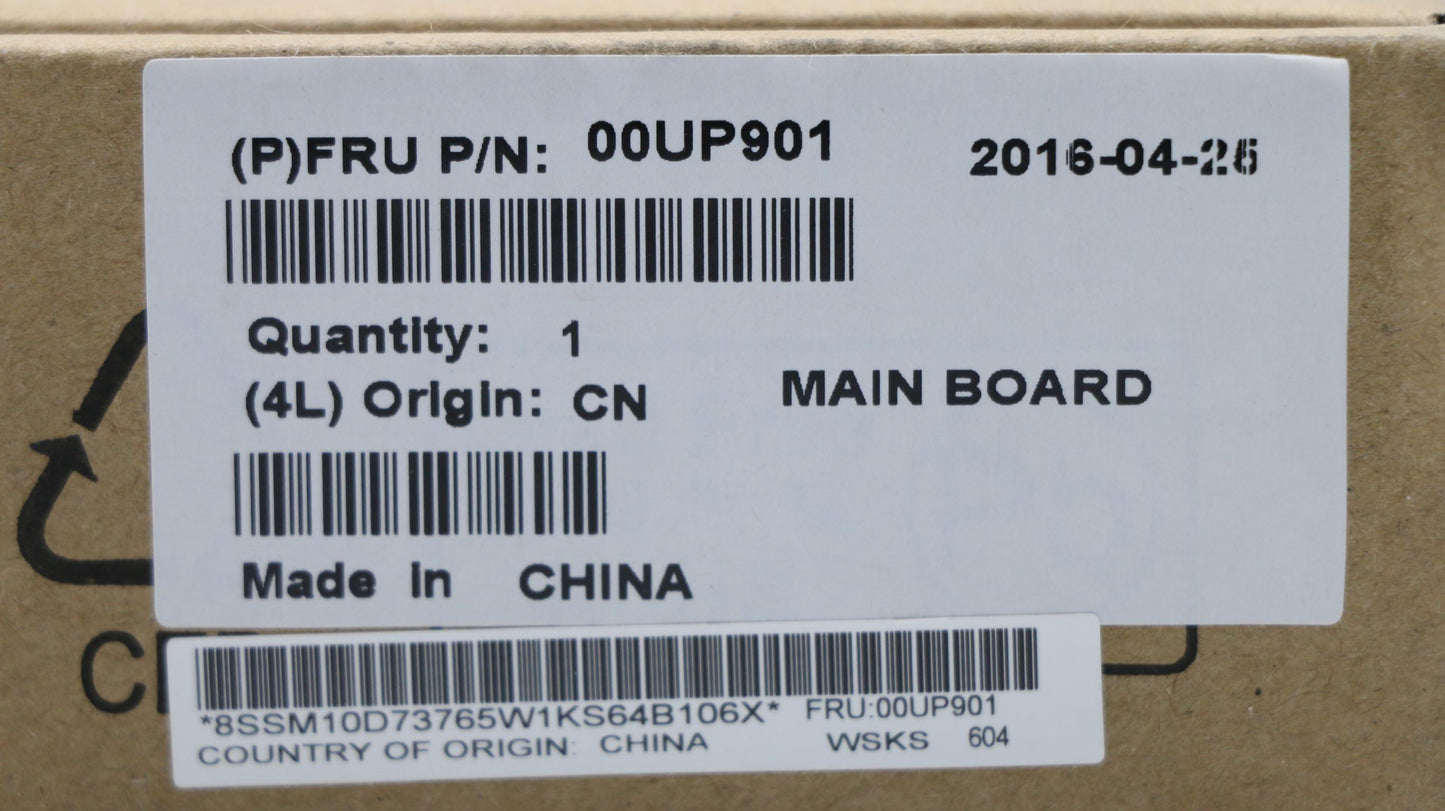 (P)FRU P/N: 00UP901 2016-04-26
Quantity: 1
(4L) Origin: CN MAIN BOARD
Made in CHINA
*8SSM10D73765W1KS64B106X* FRU:00UP901
COUNTRY OF ORIGIN: CHINA WSKS 604